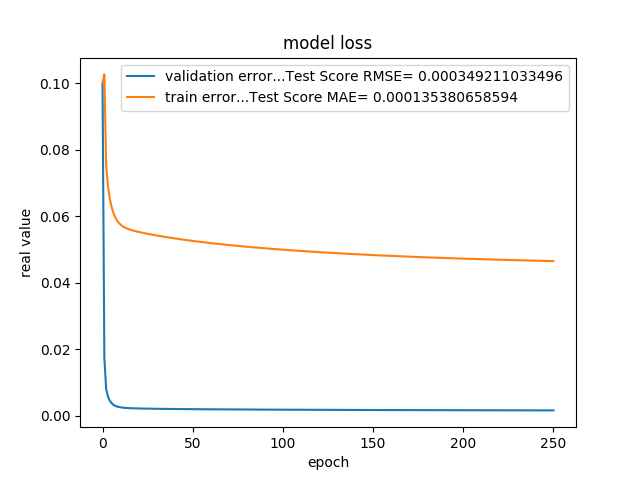 model loss
validation error...Test Score RMSE= 0.000349211033496
train error...Test Score MAE= 0.000135380658594
real value
0.10
0.08
0.06
0.04
0.02
0.00
0 50 100 150 200 250
epoch